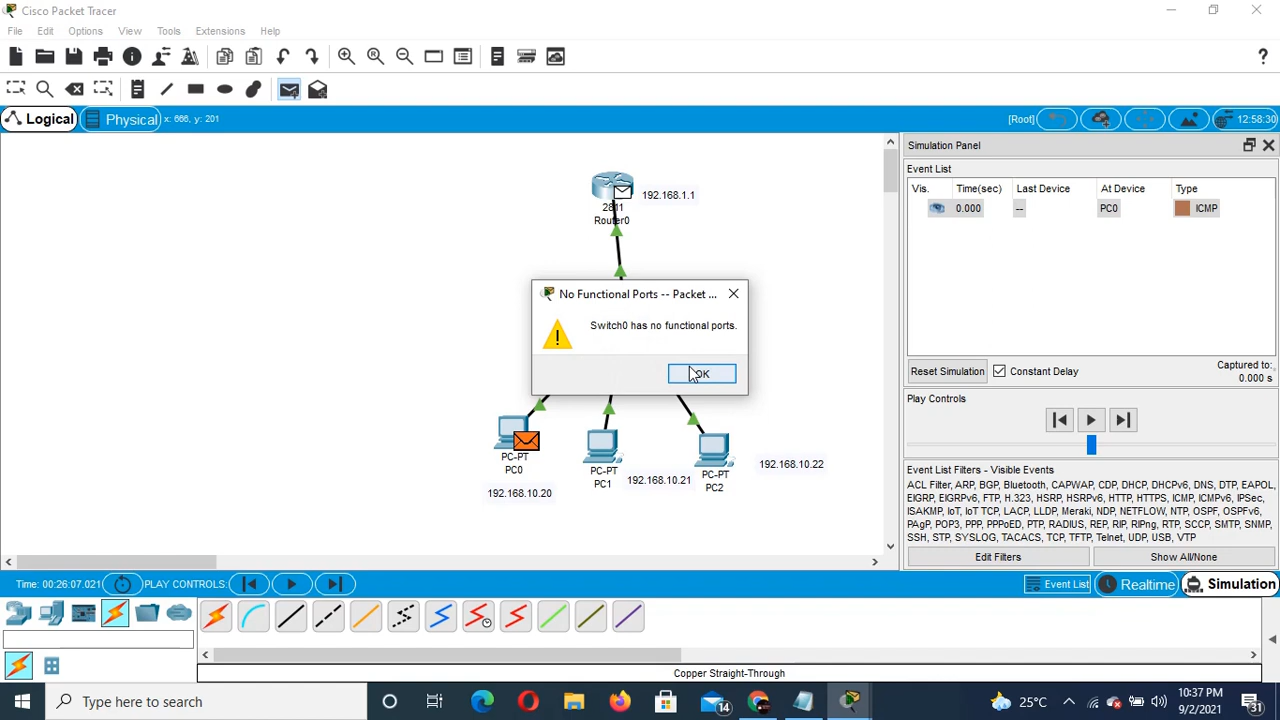 Cisco Packet Tracer
File Edit Options View Tools Extensions Help
Logical Physical x: 666, y: 201 [Root] 12:58:30
Simulation Panel
Event List
Vis. Time(sec) Last Device At Device Type
0.000 -- PC0 ICMP
192.168.1.1
2811
Router0
No Functional Ports -- Packet ...
Switch0 has no functional ports.
OK
Reset Simulation Constant Delay Captured to:
0.000 s
Play Controls
PC-PT
PC0
192.168.10.20
PC-PT
PC1
192.168.10.21
PC-PT
PC2
192.168.10.22
Event List Filters - Visible Events
ACL Filter, ARP, BGP, Bluetooth, CAPWAP, CDP, DHCP, DHCPv6, DNS, DTP, EAPOL,
EIGRP, EIGRPv6, FTP, H.323, HSRP, HSRPv6, HTTP, HTTPS, ICMP, ICMPv6, IPSec,
ISAKMP, IoT, IoT TCP, LACP, LLDP, Meraki, NDP, NETFLOW, NTP, OSPF, OSPFv6,
PAgP, POP3, PPP, PPPoED, PTP, RADIUS, REP, RIP, RIPng, RTP, SCCP, SMTP, SNMP,
SSH, STP, SYSLOG, TACACS, TCP, TFTP, Telnet, UDP, USB, VTP
Edit Filters Show All/None
Time: 00:26:07.021 PLAY CONTROLS: Event List Realtime Simulation
Copper Straight-Through
Type here to search
14
25°C
10:37 PM
9/2/2021
31